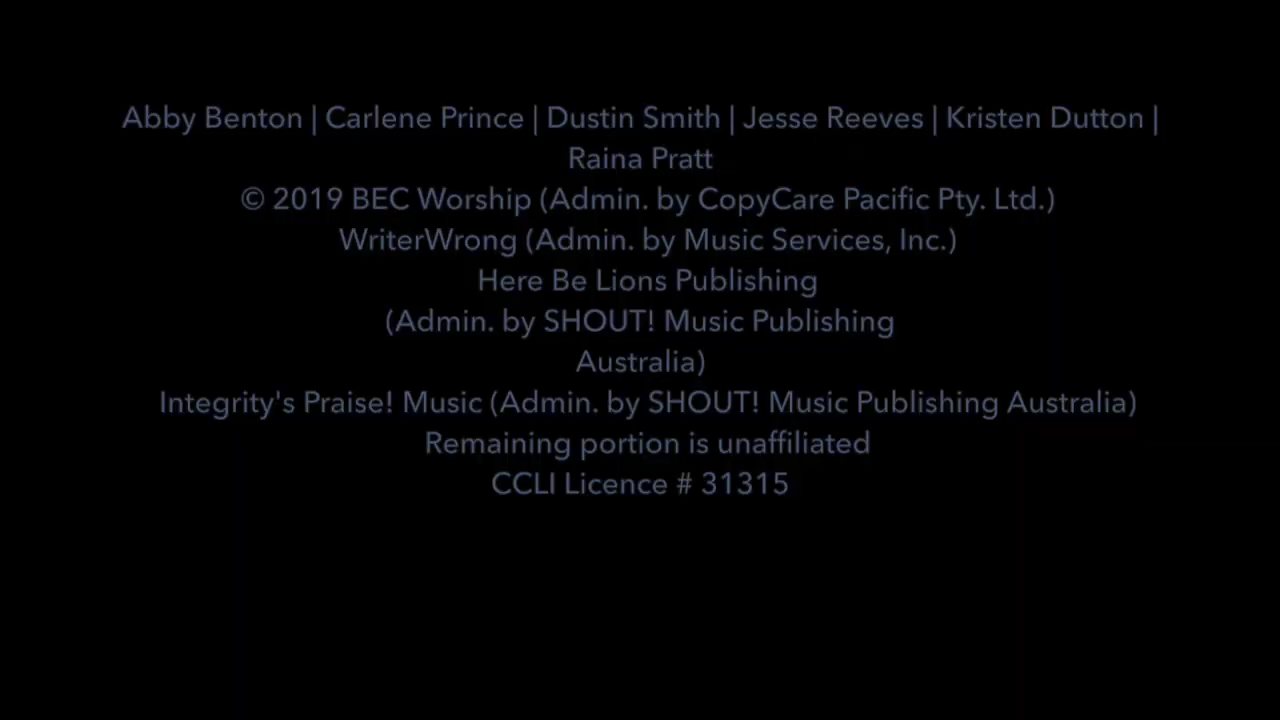 Abby Benton | Carlene Prince | Dustin Smith | Jesse Reeves | Kristen Dutton |
Raina Pratt
© 2019 BEC Worship (Admin. by CopyCare Pacific Pty. Ltd.)
WriterWrong (Admin. by Music Services, Inc.)
Here Be Lions Publishing
(Admin. by SHOUT! Music Publishing
Australia)
Integrity's Praise! Music (Admin. by SHOUT! Music Publishing Australia)
Remaining portion is unaffiliated
CCLI Licence # 31315